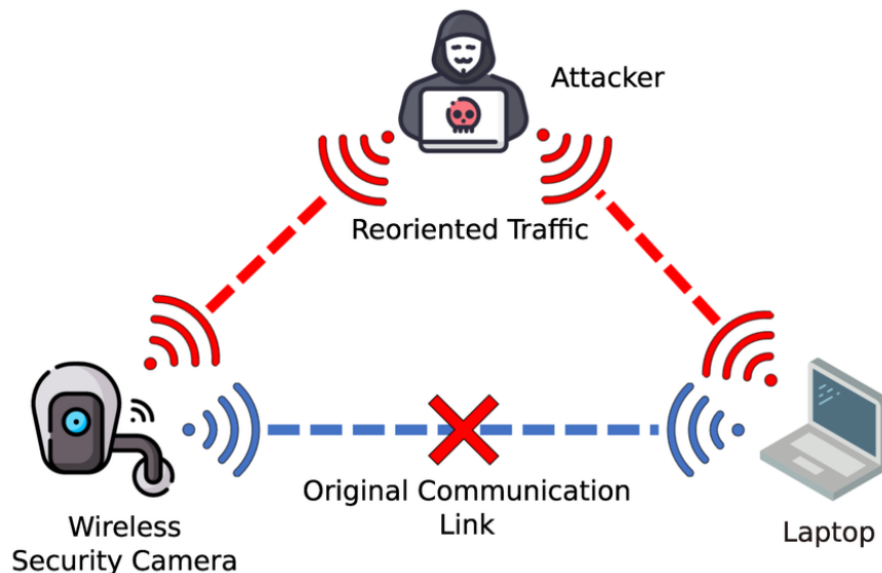 Attacker
Reoriented Traffic
Original Communication
Link
Wireless
Security Camera
Laptop